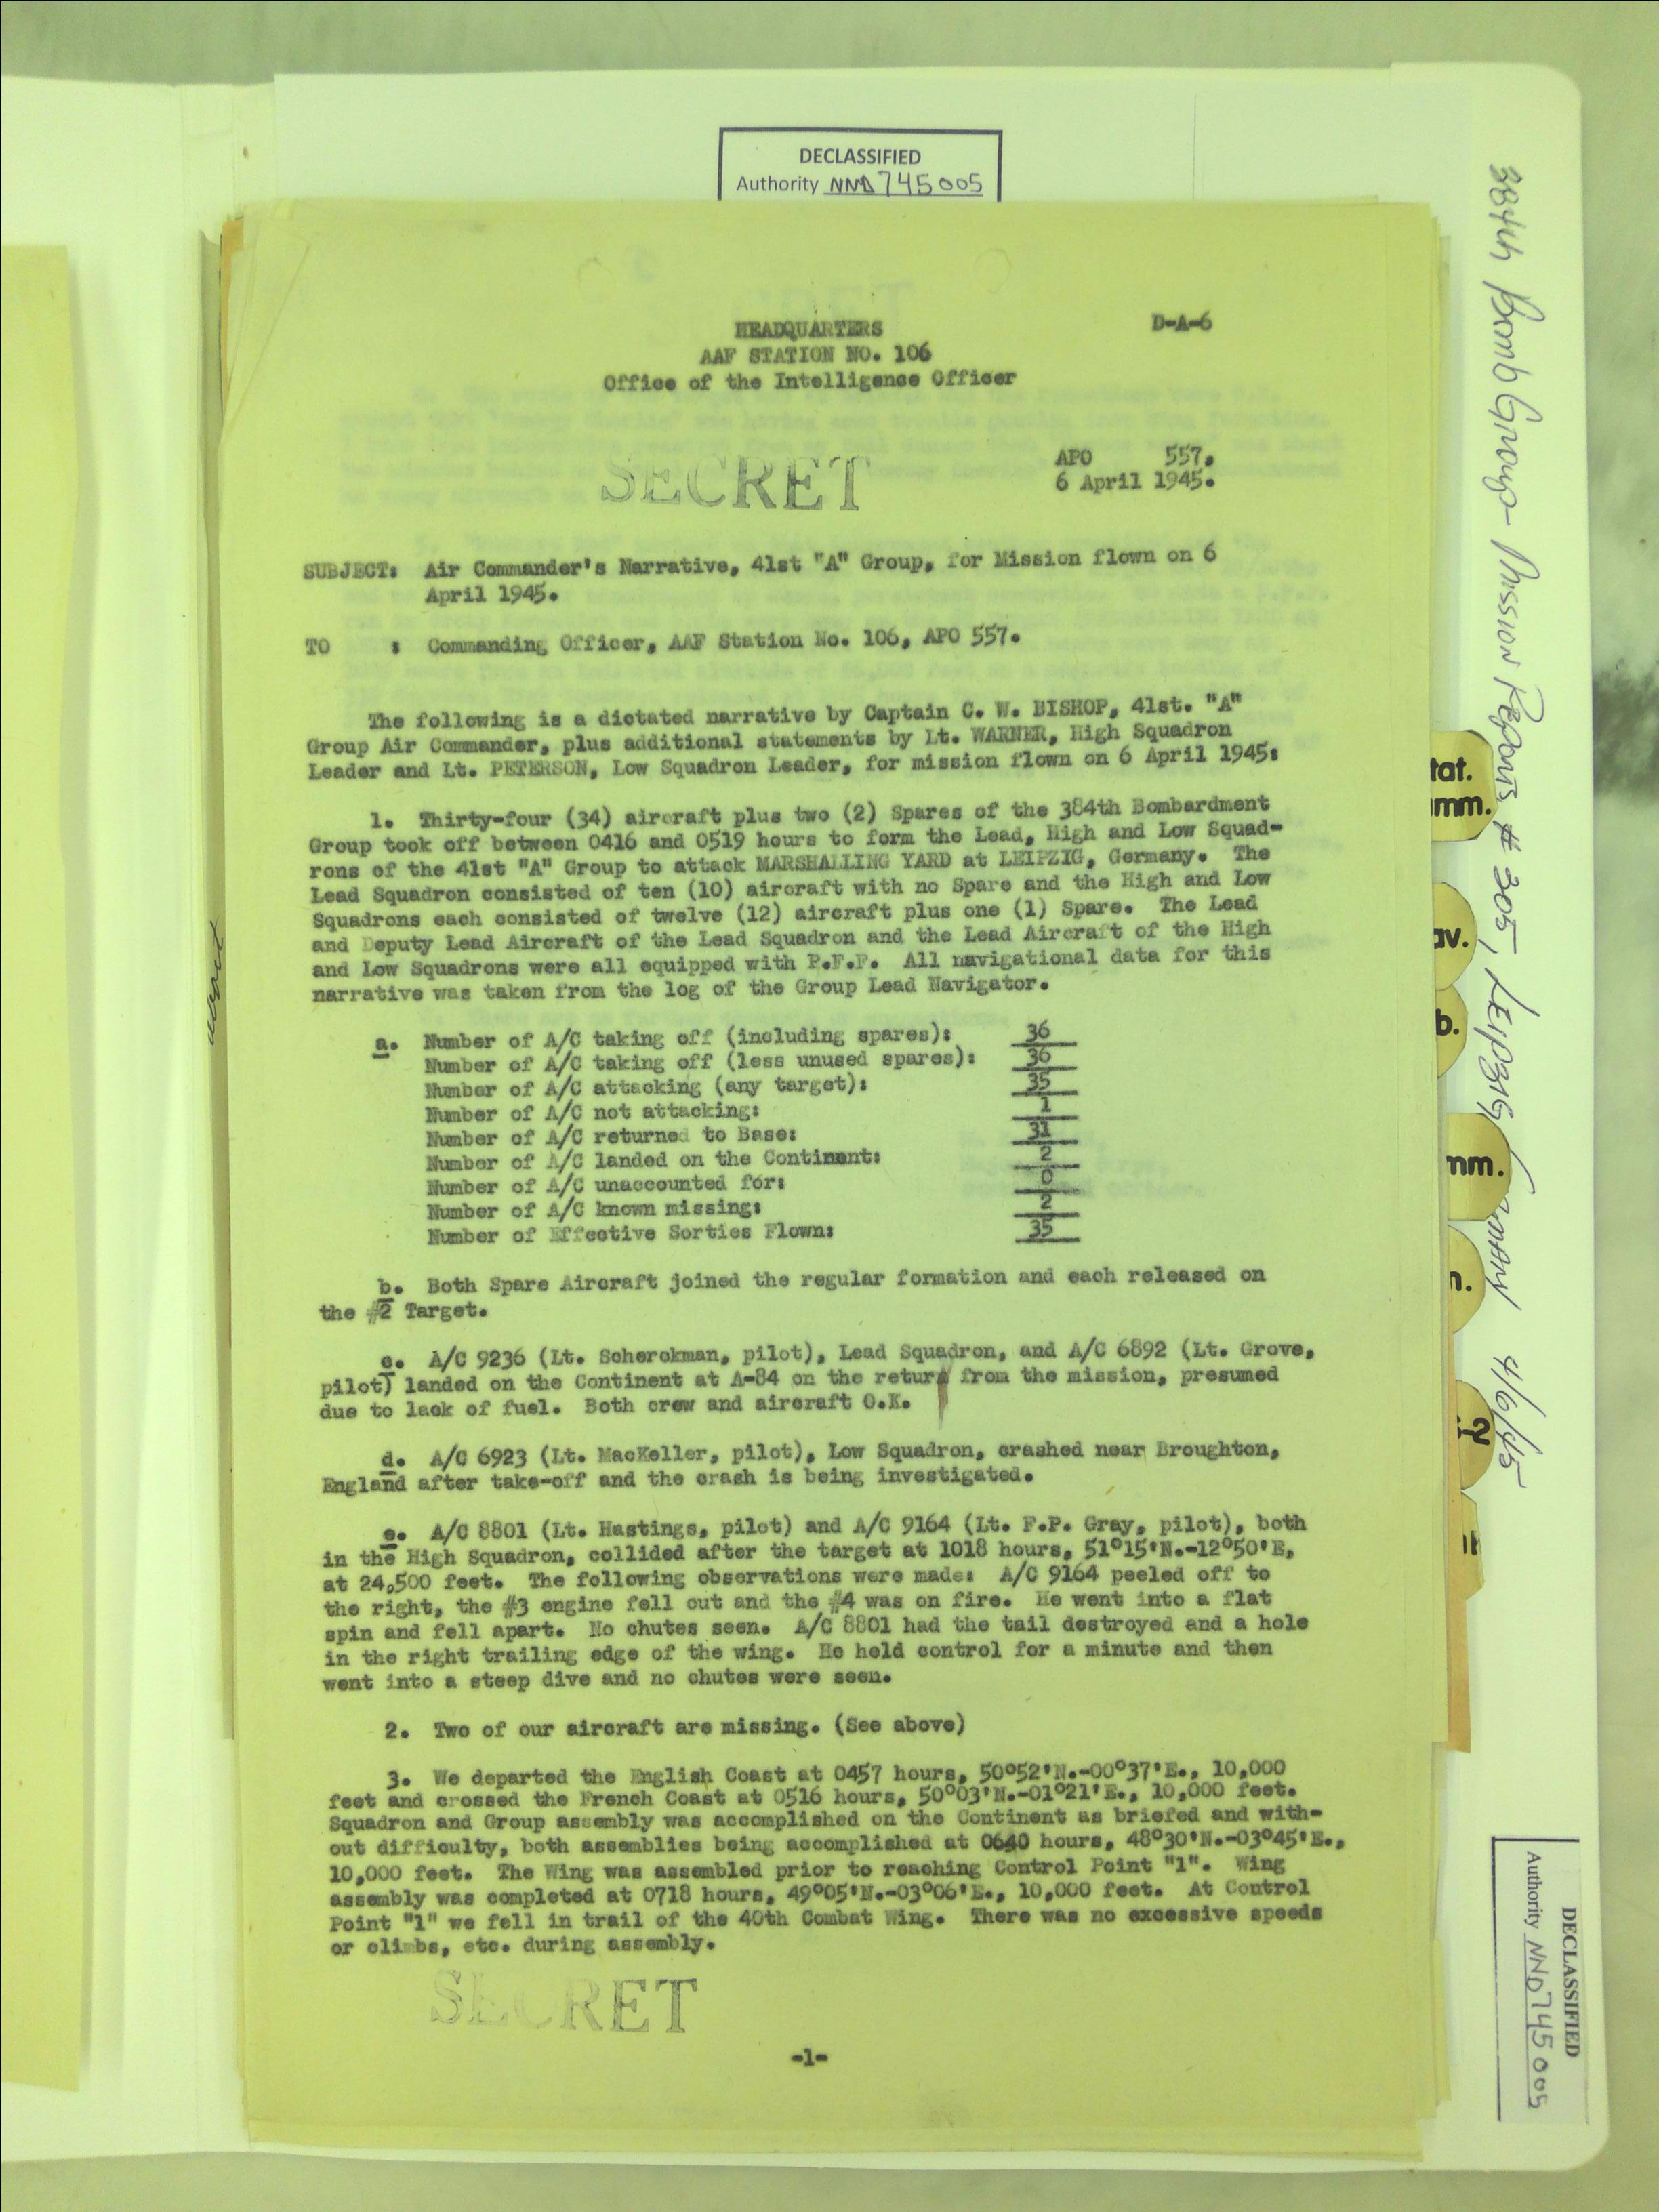 DECLASSIFIED
Authority NND 745005
HEADQUARTERS
D-A-6
AAF STATION NO. 106
Office of the Intelligence Officer
SECRET
APO 557.
6 April 1945.
SUBJECT: Air Commander's Narrative, 41st "A" Group, for Mission flown on 6
April 1945.
TO : Commanding Officer, AAF Station No. 106, APO 557.
The following is a dictated narrative by Captain C. W. BISHOP, 41st. "A"
Group Air Commander, plus additional statements by Lt. WARNER, High Squadron
Leader and Lt. PETERSON, Low Squadron Leader, for mission flown on 6 April 1945:
1. Thirty-four (34) aircraft plus two (2) Spares of the 384th Bombardment
Group took off between 0416 and 0519 hours to form the Lead, High and Low Squad-
rons of the 41st "A" Group to attack MARSHALLING YARD at LEIPZIG, Germany. The
Lead Squadron consisted of ten (10) aircraft with no Spare and the High and Low
Squadrons each consisted of twelve (12) aircraft plus one (1) Spare. The Lead
and Deputy Lead Aircraft of the Lead Squadron and the Lead Aircraft of the High
and Low Squadrons were all equipped with P.F.F. All navigational data for this
narrative was taken from the log of the Group Lead Navigator.
a. Number of A/C taking off (including spares): 36
Number of A/C taking off (less unused spares): 36
Number of A/C attacking (any target): 35
Number of A/C not attacking: 1
Number of A/C returned to Base: 31
Number of A/C landed on the Continent: 2
Number of A/C unaccounted for: 0
Number of A/C known missing: 2
Number of Effective Sorties Flown: 35
b. Both Spare Aircraft joined the regular formation and each released on
the #2 Target.
c. A/C 9236 (Lt. Scherokman, pilot), Lead Squadron, and A/C 6892 (Lt. Grove,
pilot) landed on the Continent at A-84 on the return from the mission, presumed
due to lack of fuel. Both crew and aircraft O.K.
d. A/C 6923 (Lt. MacKeller, pilot), Low Squadron, crashed near Broughton,
England after take-off and the crash is being investigated.
e. A/C 8801 (Lt. Hastings, pilot) and A/C 9164 (Lt. F.P. Gray, pilot), both
in the High Squadron, collided after the target at 1018 hours, 51°15'N.-12°50'E,
at 24,500 feet. The following observations were made: A/C 9164 peeled off to
the right, the #3 engine fell out and the #4 was on fire. He went into a flat
spin and fell apart. No chutes seen. A/C 8801 had the tail destroyed and a hole
in the right trailing edge of the wing. He held control for a minute and then
went into a steep dive and no chutes were seen.
2. Two of our aircraft are missing. (See above)
3. We departed the English Coast at 0457 hours, 50°52'N.-00°37'E., 10,000
feet and crossed the French Coast at 0516 hours, 50°03'N.-01°21'E., 10,000 feet.
Squadron and Group assembly was accomplished on the Continent as briefed and with-
out difficulty, both assemblies being accomplished at 0640 hours, 48°30'N.-03°45'E.,
10,000 feet. The Wing was assembled prior to reaching Control Point "1". Wing
assembly was completed at 0718 hours, 49°05'N.-03°06'E., 10,000 feet. At Control
Point "1" we fell in trail of the 40th Combat Wing. There was no excessive speeds
or climbs, etc. during assembly.
SECRET
-1-
384th Bomb Group - Mission Reports # 305, Leipzig, Germany 4/6/45
tat.
mm.
av.
b.
mm.
n.
-2
DECLASSIFIED
Authority NND 745005